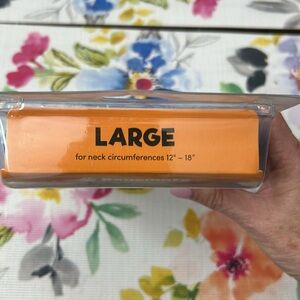 LARGE
for neck circumferences 12" – 18"